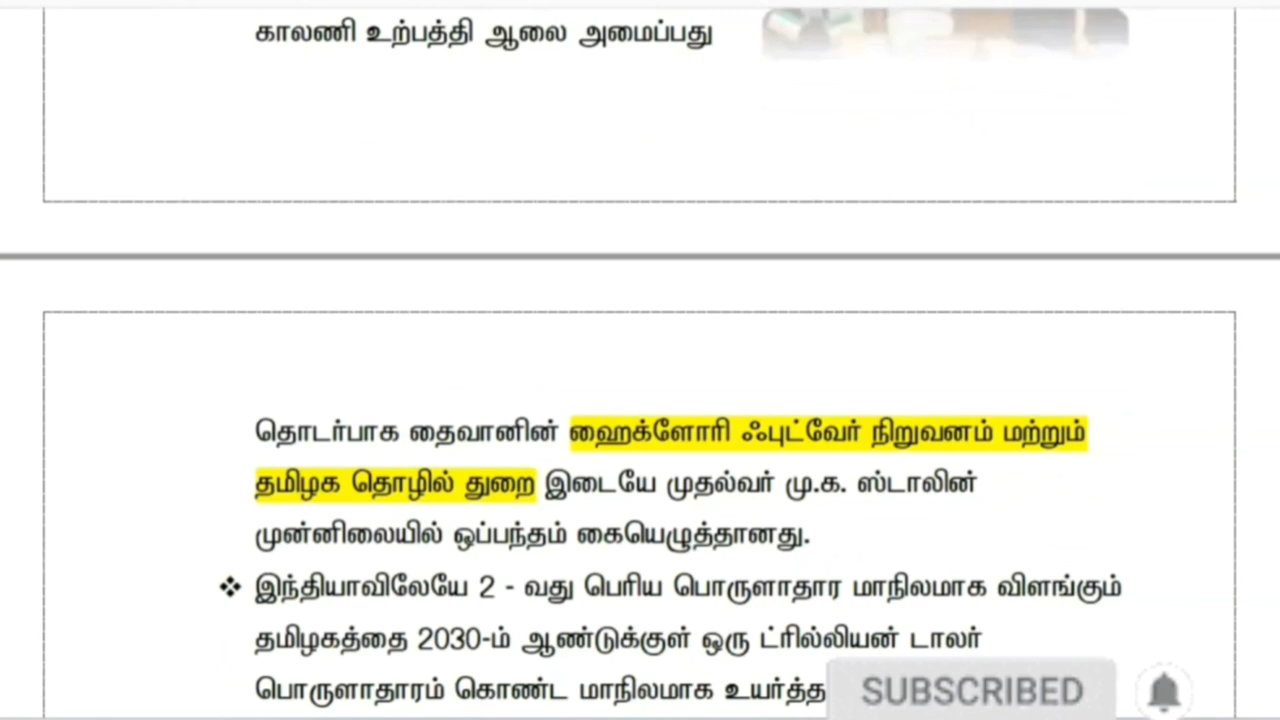 காலணி உற்பத்தி ஆலை அமைப்பது
தொடர்பாக தைவானின் ஹைக்ளோரி ஃபுட்வேர் நிறுவனம் மற்றும்
தமிழக தொழில் துறை இடையே முதல்வர் மு.க. ஸ்டாலின்
முன்னிலையில் ஒப்பந்தம் கையெழுத்தானது.
❖ இந்தியாவிலேயே 2 - வது பெரிய பொருளாதார மாநிலமாக விளங்கும்
தமிழகத்தை 2030-ம் ஆண்டுக்குள் ஒரு ட்ரில்லியன் டாலர்
பொருளாதாரம் கொண்ட மாநிலமாக உயர்த்த
SUBSCRIBED